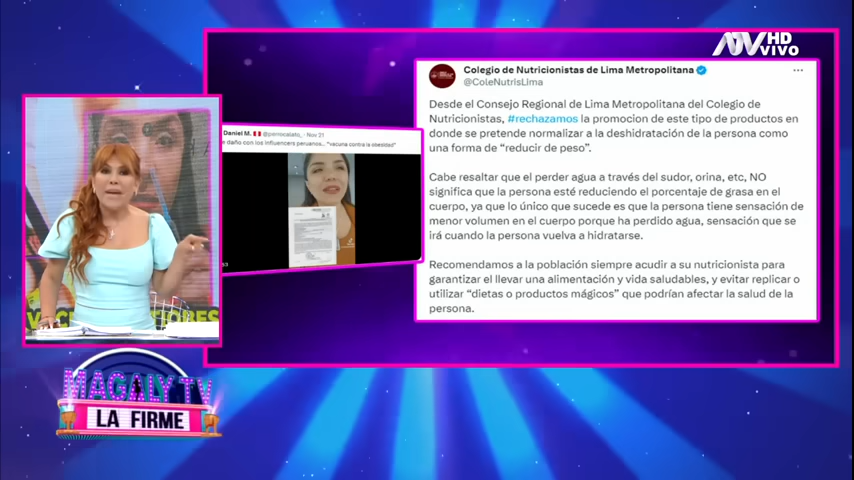 ATV HD
VIVO
Colegio de Nutricionistas de Lima Metropolitana
@ColeNutrisLima
Desde el Consejo Regional de Lima Metropolitana del Colegio de
Nutricionistas, #rechazamos la promocion de este tipo de productos en
donde se pretende normalizar a la deshidratación de la persona como
una forma de “reducir de peso”.
Cabe resaltar que el perder agua a través del sudor, orina, etc, NO
significa que la persona esté reduciendo el porcentaje de grasa en el
cuerpo, ya que lo único que sucede es que la persona tiene sensación de
menor volumen en el cuerpo porque ha perdido agua, sensación que se
irá cuando la persona vuelva a hidratarse.
Recomendamos a la población siempre acudir a su nutricionista para
garantizar el llevar una alimentación y vida saludables, y evitar replicar o
utilizar “dietas o productos mágicos” que podrían afectar la salud de la
persona.
Daniel M. @pierrocalato_ · Nov 21
daño con los influencers peruanos... "vacuna contra la obesidad"
MAGALY TV
LA FIRME